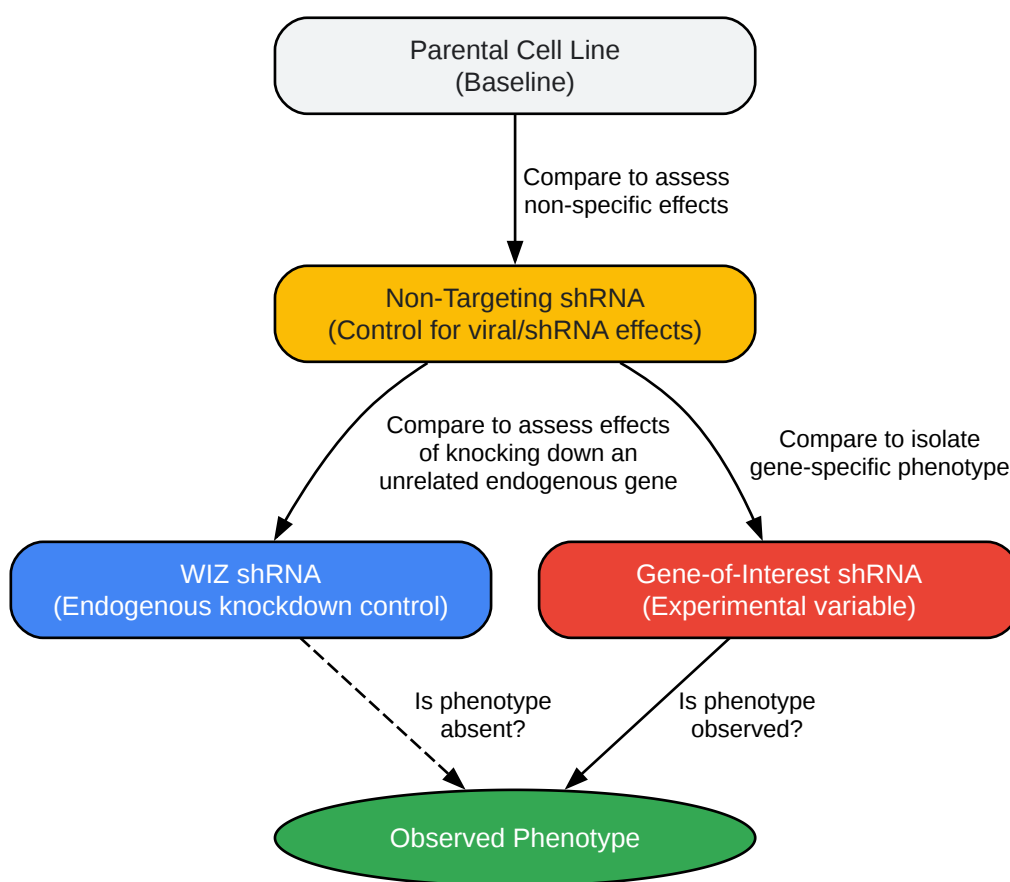 Parental Cell Line
(Baseline)
Compare to assess
non-specific effects
Non-Targeting shRNA
(Control for viral/shRNA effects)
Compare to assess effects
of knocking down an
unrelated endogenous gene
Compare to isolate
gene-specific phenotype
WIZ shRNA
(Endogenous knockdown control)
Gene-of-Interest shRNA
(Experimental variable)
Is phenotype
absent?
Is phenotype
observed?
Observed Phenotype